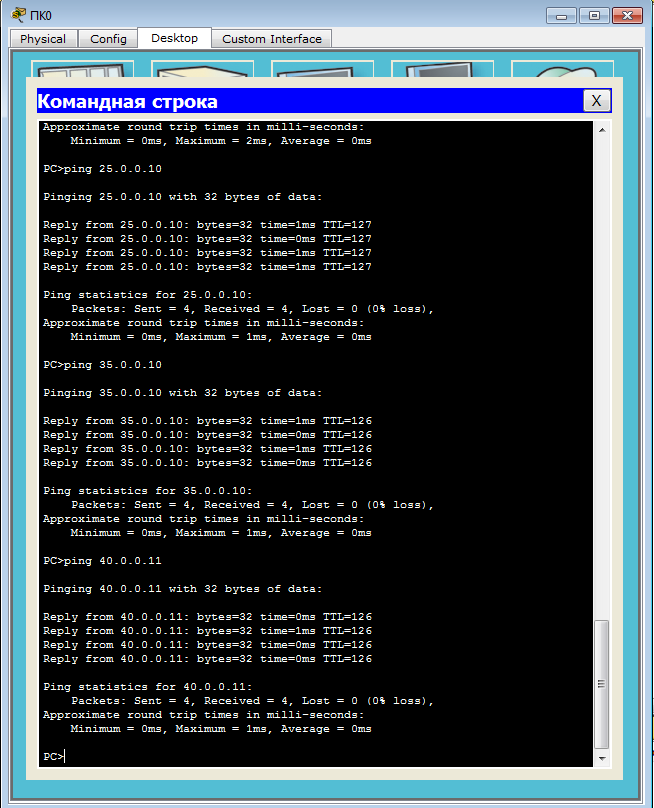 ПК0
Physical Config Desktop Custom Interface
Командная строка X
Approximate round trip times in milli-seconds:
Minimum = 0ms, Maximum = 2ms, Average = 0ms
PC>ping 25.0.0.10
Pinging 25.0.0.10 with 32 bytes of data:
Reply from 25.0.0.10: bytes=32 time=1ms TTL=127
Reply from 25.0.0.10: bytes=32 time=0ms TTL=127
Reply from 25.0.0.10: bytes=32 time=1ms TTL=127
Reply from 25.0.0.10: bytes=32 time=1ms TTL=127
Ping statistics for 25.0.0.10:
Packets: Sent = 4, Received = 4, Lost = 0 (0% loss),
Approximate round trip times in milli-seconds:
Minimum = 0ms, Maximum = 1ms, Average = 0ms
PC>ping 35.0.0.10
Pinging 35.0.0.10 with 32 bytes of data:
Reply from 35.0.0.10: bytes=32 time=1ms TTL=126
Reply from 35.0.0.10: bytes=32 time=0ms TTL=126
Reply from 35.0.0.10: bytes=32 time=1ms TTL=126
Reply from 35.0.0.10: bytes=32 time=0ms TTL=126
Ping statistics for 35.0.0.10:
Packets: Sent = 4, Received = 4, Lost = 0 (0% loss),
Approximate round trip times in milli-seconds:
Minimum = 0ms, Maximum = 1ms, Average = 0ms
PC>ping 40.0.0.11
Pinging 40.0.0.11 with 32 bytes of data:
Reply from 40.0.0.11: bytes=32 time=0ms TTL=126
Reply from 40.0.0.11: bytes=32 time=1ms TTL=126
Reply from 40.0.0.11: bytes=32 time=0ms TTL=126
Reply from 40.0.0.11: bytes=32 time=0ms TTL=126
Ping statistics for 40.0.0.11:
Packets: Sent = 4, Received = 4, Lost = 0 (0% loss),
Approximate round trip times in milli-seconds:
Minimum = 0ms, Maximum = 1ms, Average = 0ms
PC>